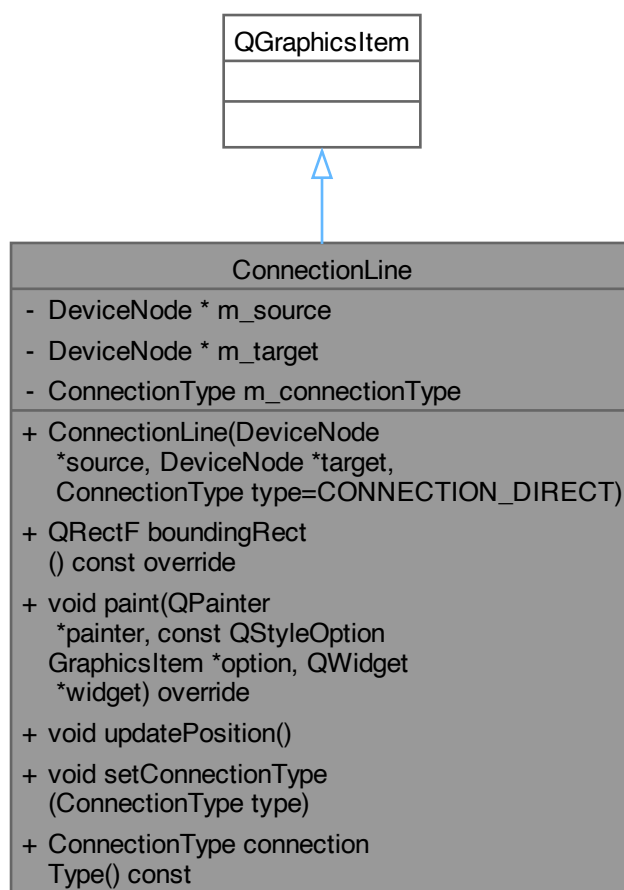 QGraphicsItem
ConnectionLine
- DeviceNode * m_source
- DeviceNode * m_target
- ConnectionType m_connectionType
+ ConnectionLine(DeviceNode
*source, DeviceNode *target,
ConnectionType type=CONNECTION_DIRECT)
+ QRectF boundingRect
() const override
+ void paint(QPainter
*painter, const QStyleOption
GraphicsItem *option, QWidget
*widget) override
+ void updatePosition()
+ void setConnectionType
(ConnectionType type)
+ ConnectionType connection
Type() const